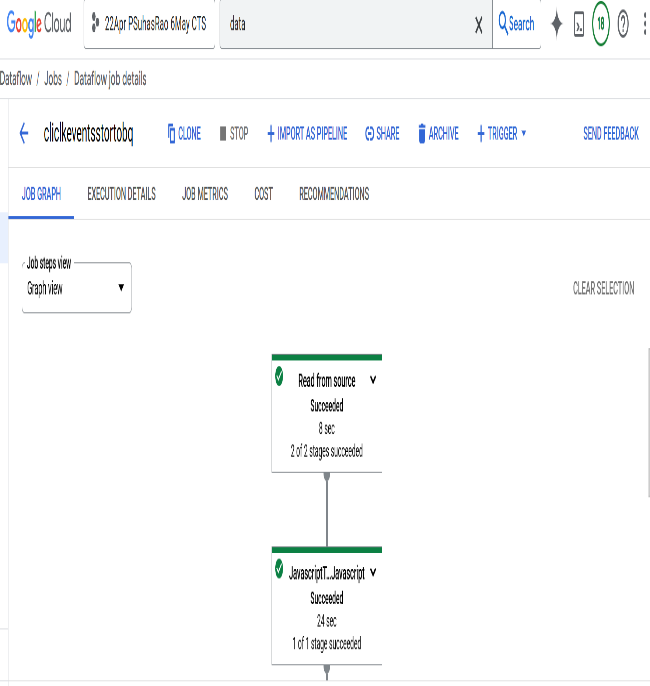 Google Cloud 22Apr PSuhasRao 6May CTS data Search 18
Dataflow / Jobs / Dataflow job details
cliclkeventsstortobq CLONE STOP IMPORT AS PIPELINE SHARE ARCHIVE TRIGGER SEND FEEDBACK
JOB GRAPH EXECUTION DETAILS JOB METRICS COST RECOMMENDATIONS
Job steps view
Graph view
CLEAR SELECTION
Read from source
Succeeded
8 sec
2 of 2 stages succeeded
JavascriptT...Javascript
Succeeded
24 sec
1 of 1 stage succeeded